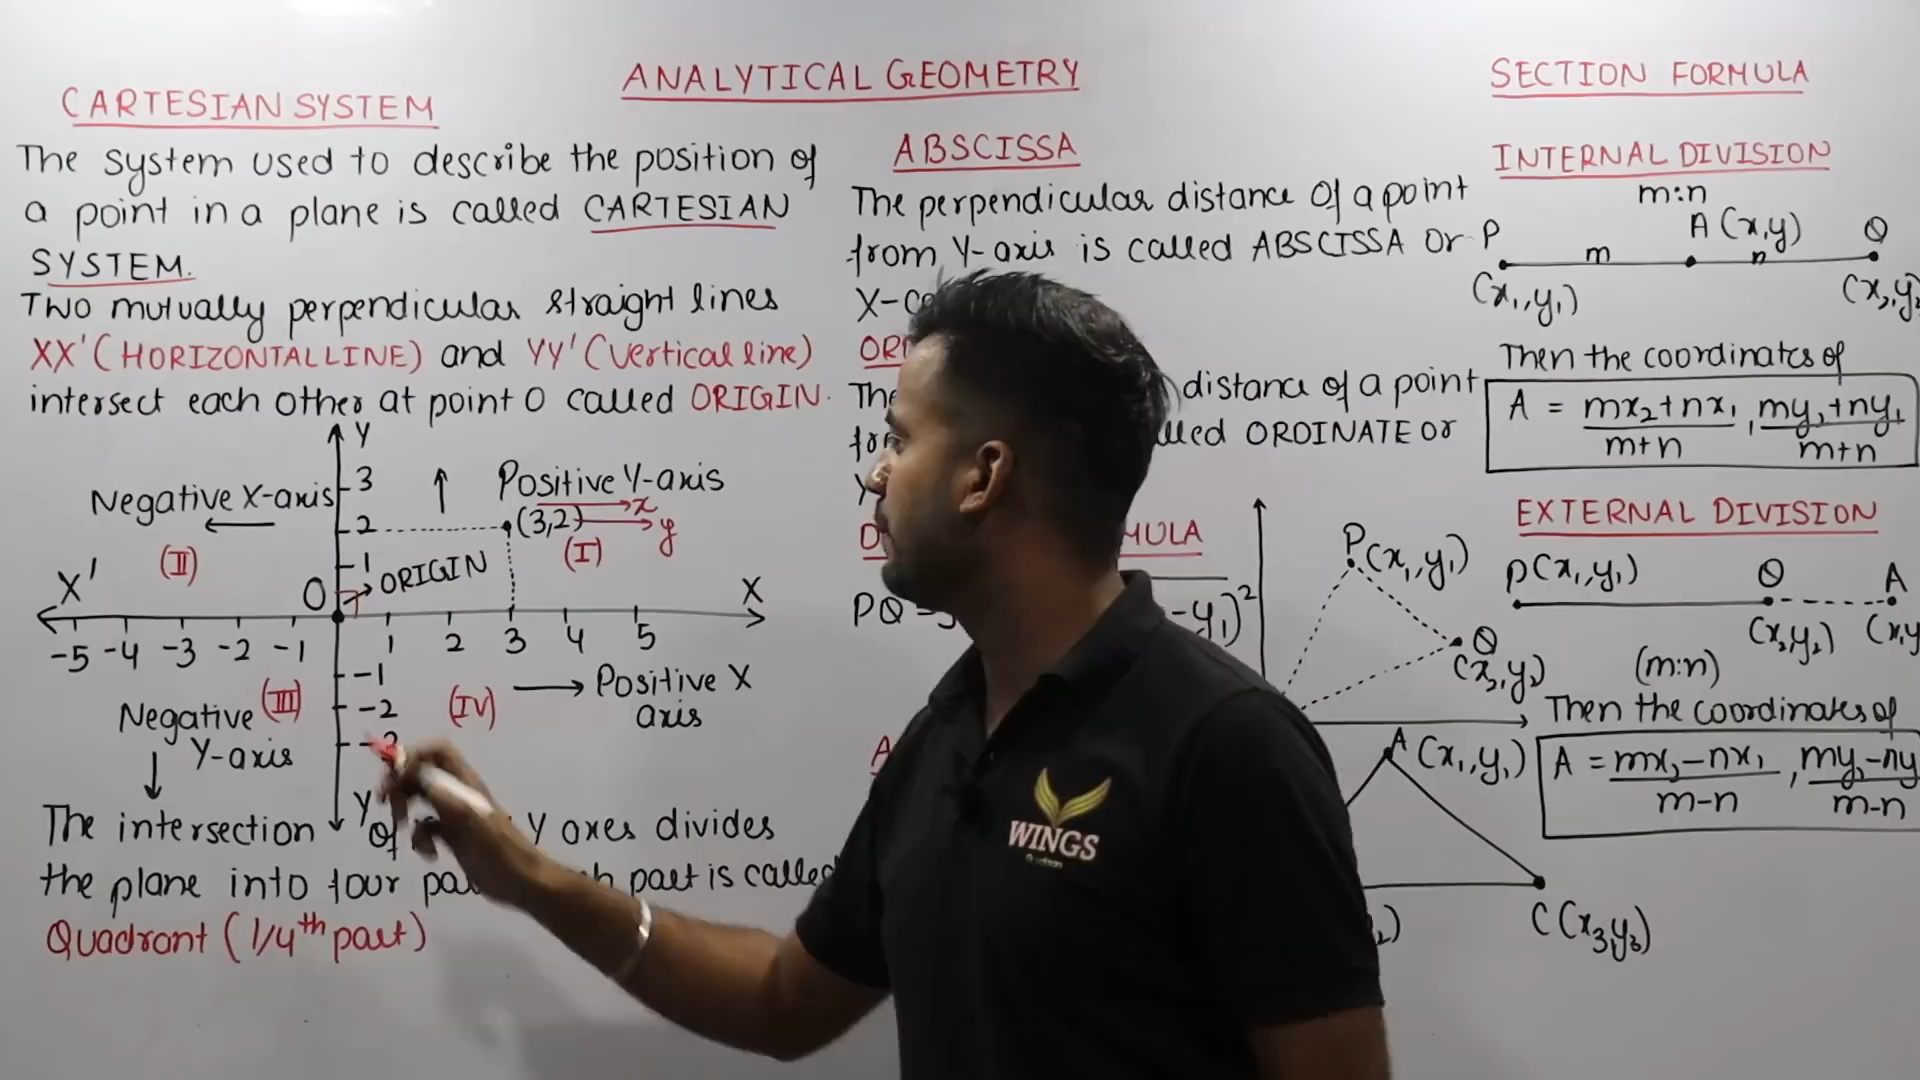 ANALYTICAL GEOMETRY
CARTESIAN SYSTEM
The system used to describe the position of
a point in a plane is called CARTESIAN
SYSTEM.
Two mutually perpendicular straight lines
XX' (HORIZONTAL LINE) and YY' (Vertical line)
intersect each other at point O called ORIGIN.
Y
3
Negative X-axis
Positive Y-axis
x
2
(3,2)
y
(II)
(I)
1
ORIGIN
X'
O
X
-5 -4 -3 -2 -1 1 2 3 4 5
-1
(III)
-2
(IV)
Positive X
axis
Negative
Y-axis
Y
The intersection of Y axes divides
the plane into four part is called
Quadrant (1/4th part)
ABSCISSA
The perpendicular distance of a point
from Y-axis is called ABSCISSA or
distance of a point
ORDINATE or
PQ =
-y₁)²
P(x₁,y₁)
Q
(x₂,y₂)
A (x₁,y₁)
C(x₃,y₃)
WINGS
SECTION FORMULA
INTERNAL DIVISION
m:n
P
A (x,y)
Q
m
n
(x₁,y₁)
Then the coordinates of
A = mx₂+nx₁/m+n , my₂+ny₁/m+n
EXTERNAL DIVISION
P(x₁,y₁)
Q
A
(x₂,y₂)
(x,y
(m:n)
Then the coordinates of
A = mx₂-nx₁/m-n , my₂-ny/m-n